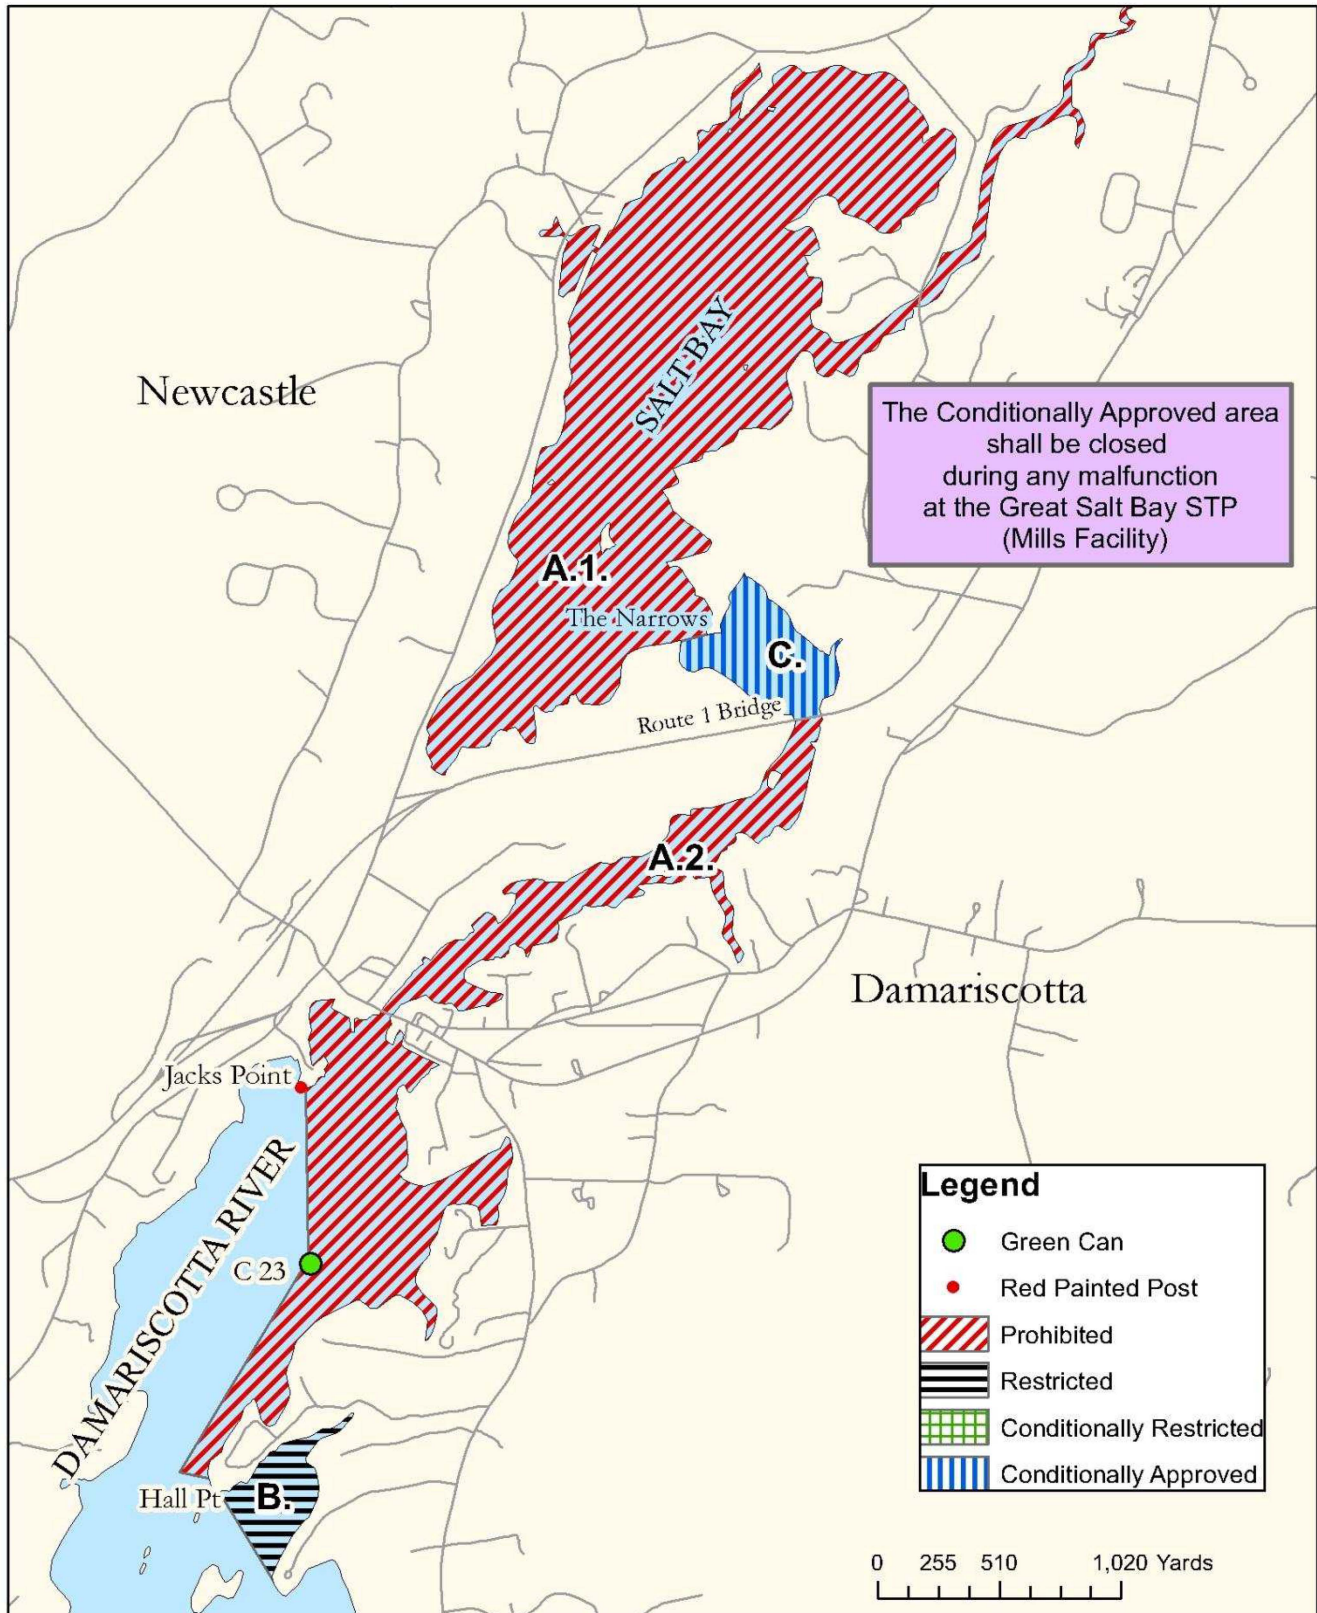 Newcastle
SALT BAY
The Conditionally Approved area
shall be closed
during any malfunction
at the Great Salt Bay STP
(Mills Facility)
A.1.
The Narrows
C.
Route 1 Bridge
A.2.
Damariscotta
Jacks Point
DAMARISCOTTA RIVER
C 23
Hall Pt
B.
Legend
Green Can
Red Painted Post
Prohibited
Restricted
Conditionally Restricted
Conditionally Approved
0 255 510 1,020 Yards